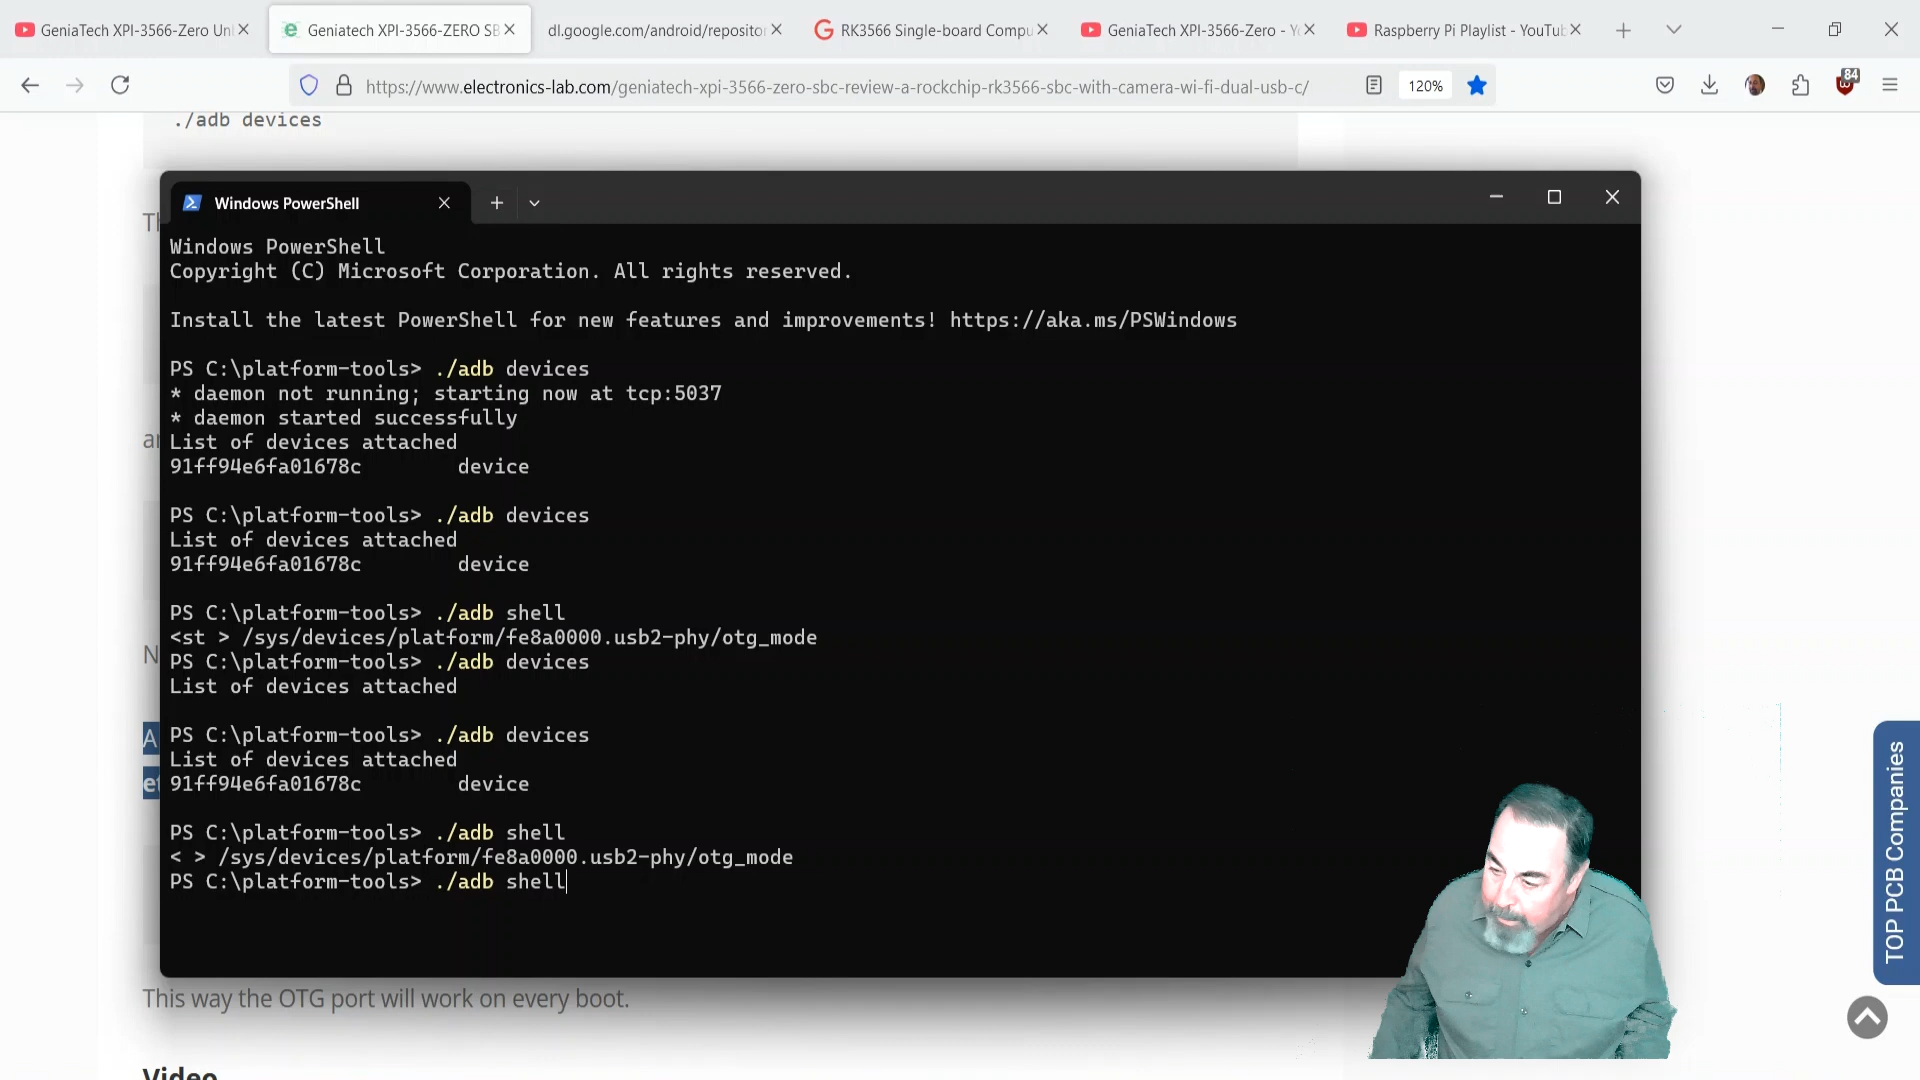 GeniaTech XPI-3566-Zero Unl
Geniatech XPI-3566-ZERO SB
dl.google.com/android/repositor
RK3566 Single-board Compu
GeniaTech XPI-3566-Zero - Yo
Raspberry Pi Playlist - YouTub
https://www.electronics-lab.com/geniatech-xpi-3566-zero-sbc-review-a-rockchip-rk3566-sbc-with-camera-wi-fi-dual-usb-c/
120%
84
./adb devices
Windows PowerShell
Windows PowerShell
Copyright (C) Microsoft Corporation. All rights reserved.
Install the latest PowerShell for new features and improvements! https://aka.ms/PSWindows
PS C:\platform-tools> ./adb devices
* daemon not running; starting now at tcp:5037
* daemon started successfully
List of devices attached
91ff94e6fa01678c device
PS C:\platform-tools> ./adb devices
List of devices attached
91ff94e6fa01678c device
PS C:\platform-tools> ./adb shell
<st > /sys/devices/platform/fe8a0000.usb2-phy/otg_mode
PS C:\platform-tools> ./adb devices
List of devices attached
PS C:\platform-tools> ./adb devices
List of devices attached
91ff94e6fa01678c device
PS C:\platform-tools> ./adb shell
< > /sys/devices/platform/fe8a0000.usb2-phy/otg_mode
PS C:\platform-tools> ./adb shell
TOP PCB Companies
This way the OTG port will work on every boot.
Video